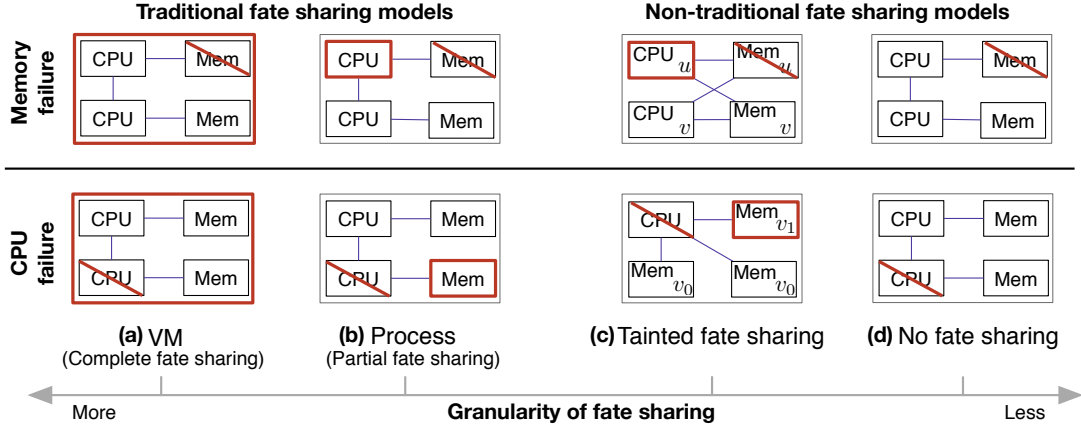 Traditional fate sharing models
Non-traditional fate sharing models
Memory
failure
CPU
Mem
CPU
Mem
CPU
Mem
CPU
Mem
CPU u
Mem u
CPU v
Mem v
CPU
Mem
CPU
Mem
CPU
failure
CPU
Mem
CPU
Mem
CPU
Mem
CPU
Mem
CPU
Mem v1
Mem v0
Mem v0
CPU
Mem
CPU
Mem
(a) VM
(Complete fate sharing)
(b) Process
(Partial fate sharing)
(c) Tainted fate sharing
(d) No fate sharing
More
Granularity of fate sharing
Less